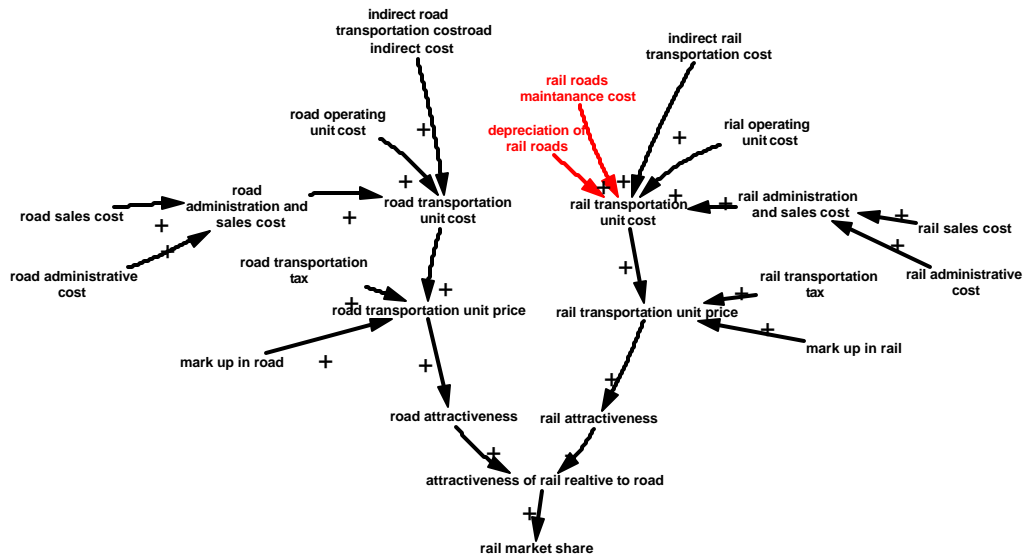 indirect road
transportation costroad
indirect cost
indirect rail
transportation cost
rail roads
maintanance cost
road operating
unit cost
depreciation of
rail roads
rial operating
unit cost
road
administration and
sales cost
road sales cost
road transportation
unit cost
rail transportation
unit cost
rail administration
and sales cost
rail sales cost
road administrative
cost
road transportation
tax
rail transportation
tax
rail administrative
cost
road transportation unit price
rail transportation unit price
mark up in road
mark up in rail
road attractiveness
rail attractiveness
attractiveness of rail realtive to road
rail market share